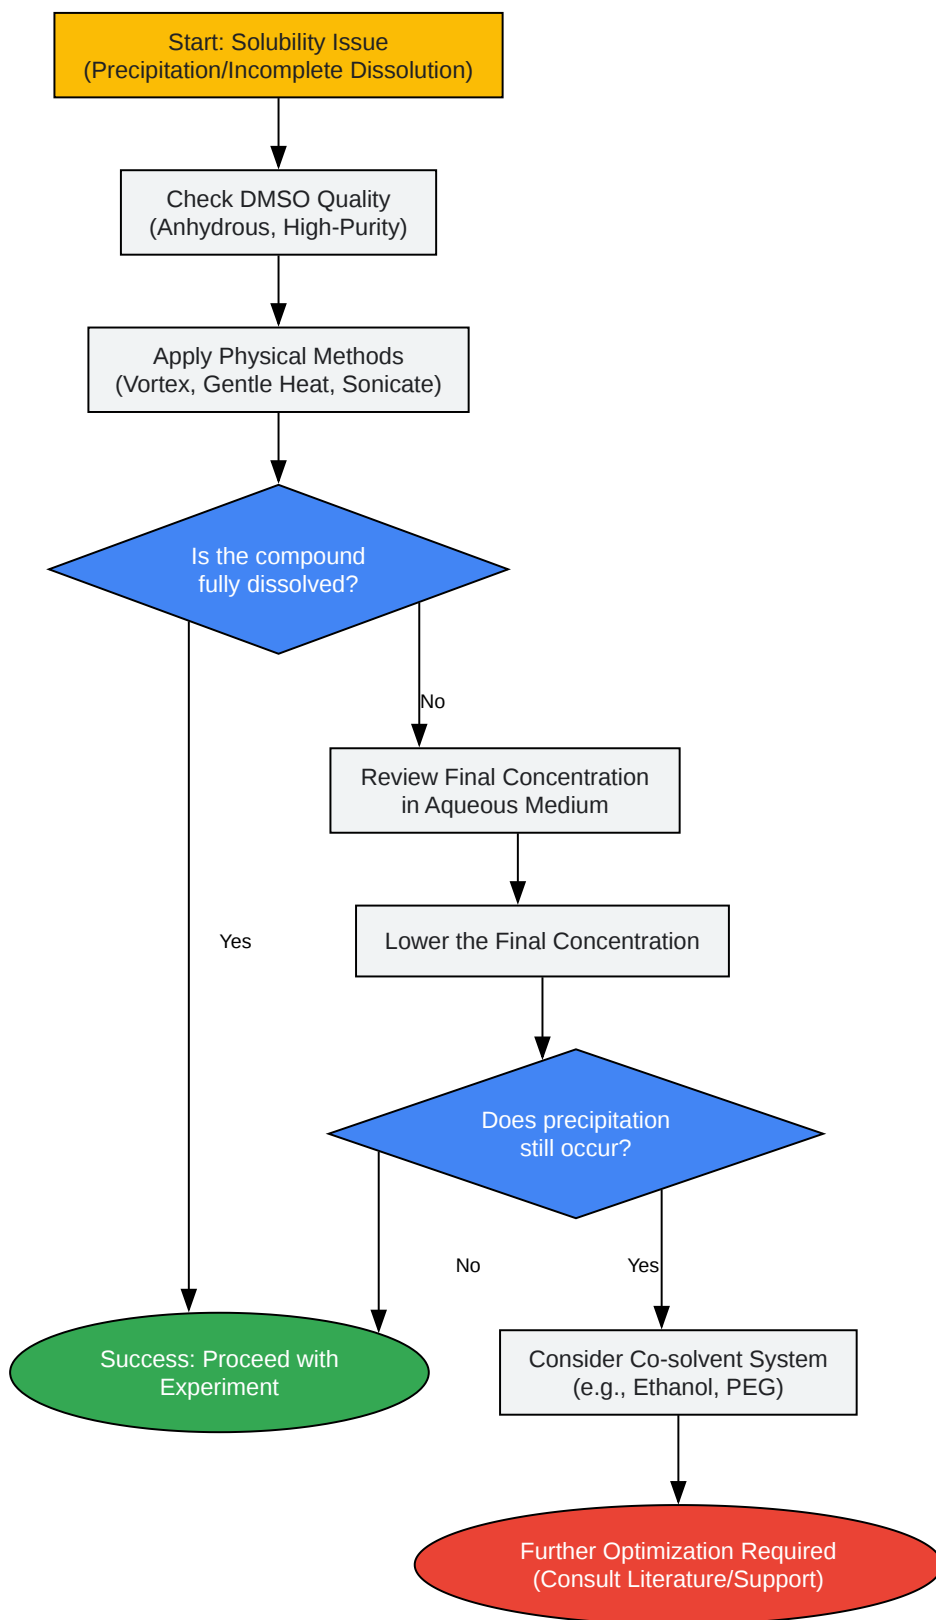 Start: Solubility Issue
(Precipitation/Incomplete Dissolution)
Check DMSO Quality
(Anhydrous, High-Purity)
Apply Physical Methods
(Vortex, Gentle Heat, Sonicate)
Is the compound
fully dissolved?
No
Review Final Concentration
in Aqueous Medium
Lower the Final Concentration
Yes
Does precipitation
still occur?
No
Yes
Success: Proceed with
Experiment
Consider Co-solvent System
(e.g., Ethanol, PEG)
Further Optimization Required
(Consult Literature/Support)